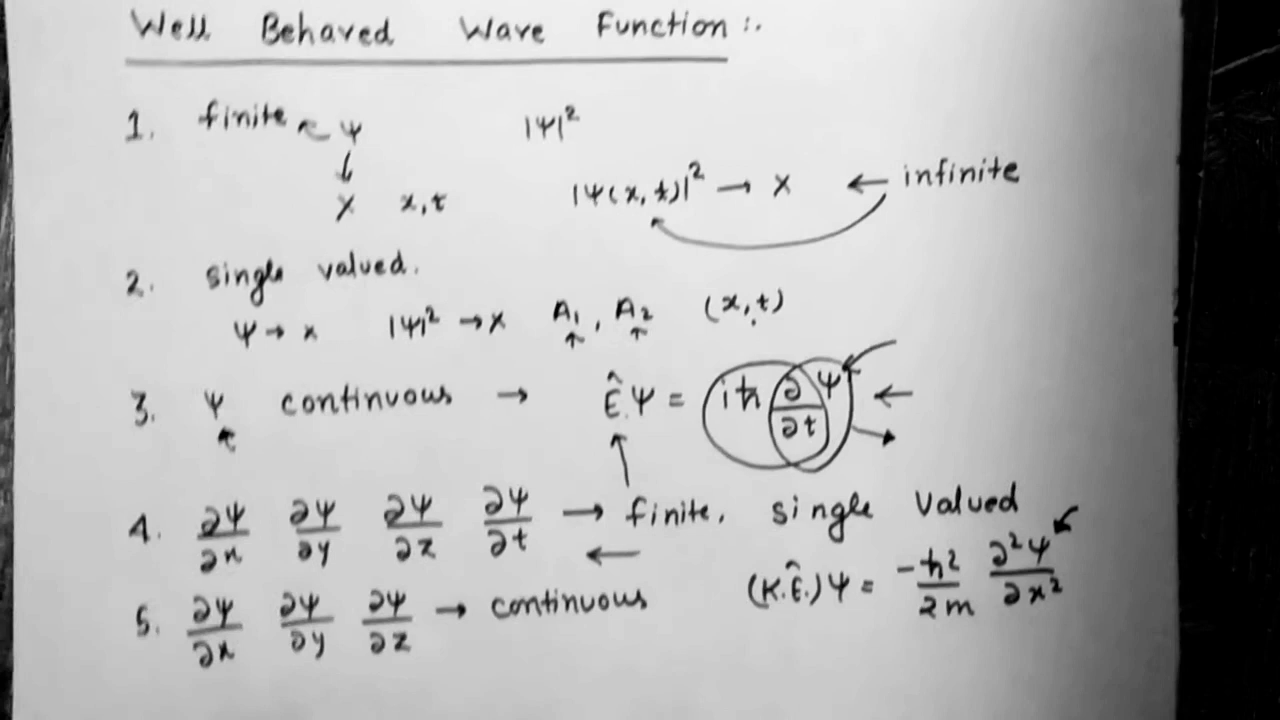 Well Behaved Wave Function :.
1. finite ← Ψ |Ψ|²
↓
x x,t |Ψ(x,t)|² → x ← infinite
2. single valued.
Ψ → x |Ψ|² → x A₁, A₂ (x,t)
↑ ↑
3. Ψ continuous → Ê Ψ = iħ ∂Ψ/∂t
4. ∂Ψ/∂x ∂Ψ/∂y ∂Ψ/∂z ∂Ψ/∂t → finite, single valued
5. ∂Ψ/∂x ∂Ψ/∂y ∂Ψ/∂z → continuous (K.Ê.)Ψ = -ħ²/2m ∂²Ψ/∂x²